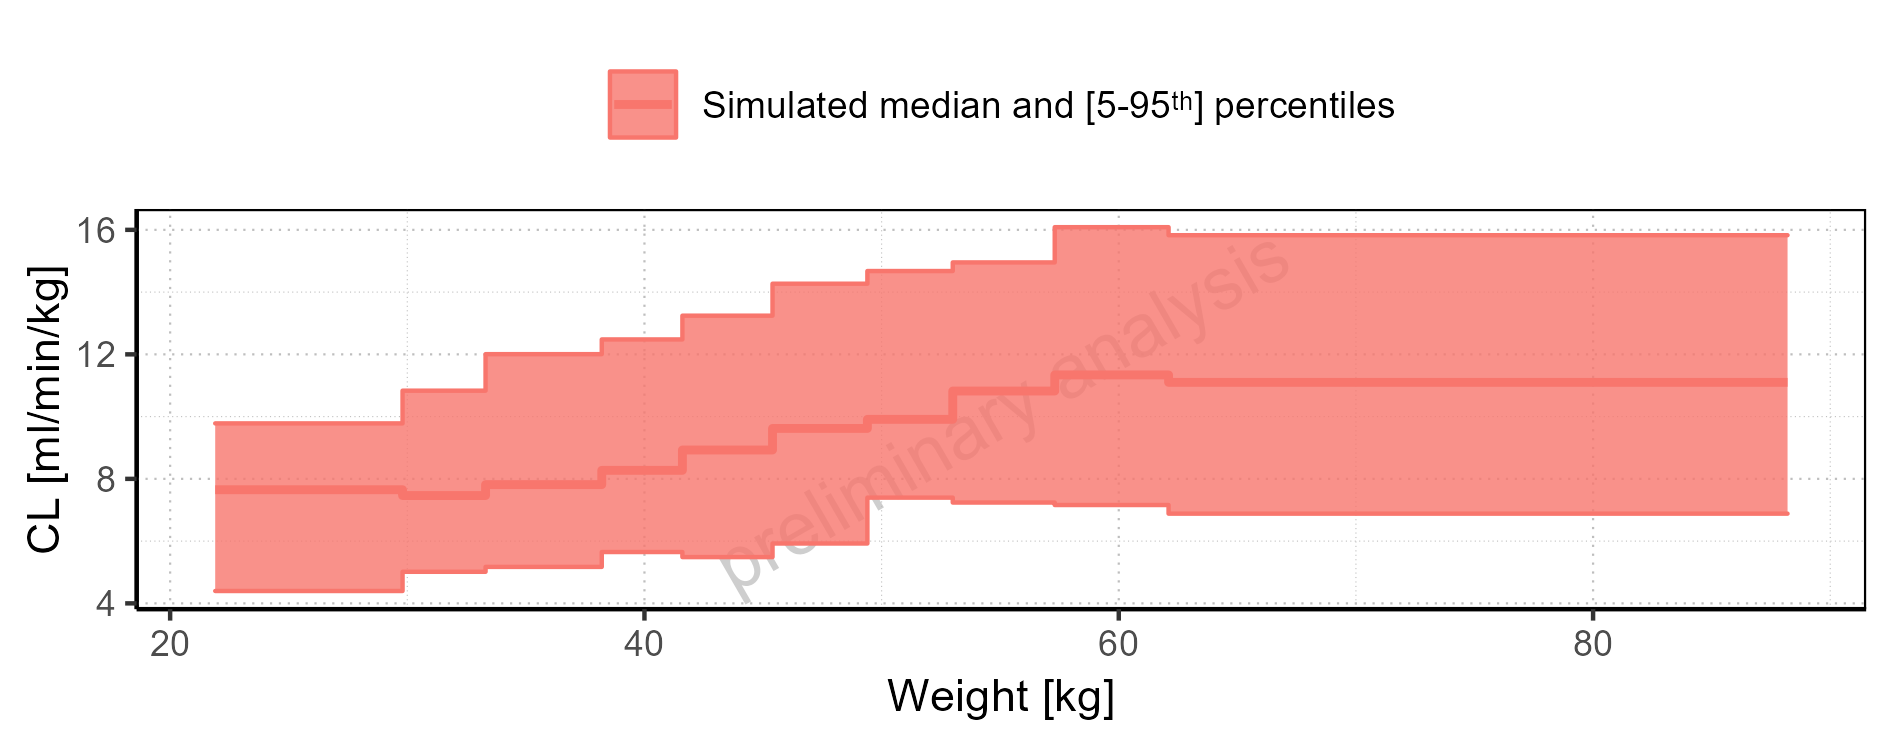 Simulated median and [5-95th] percentiles
16
12
8
4
CL [ml/min/kg]
preliminary analysis
20 40 60 80
Weight [kg]